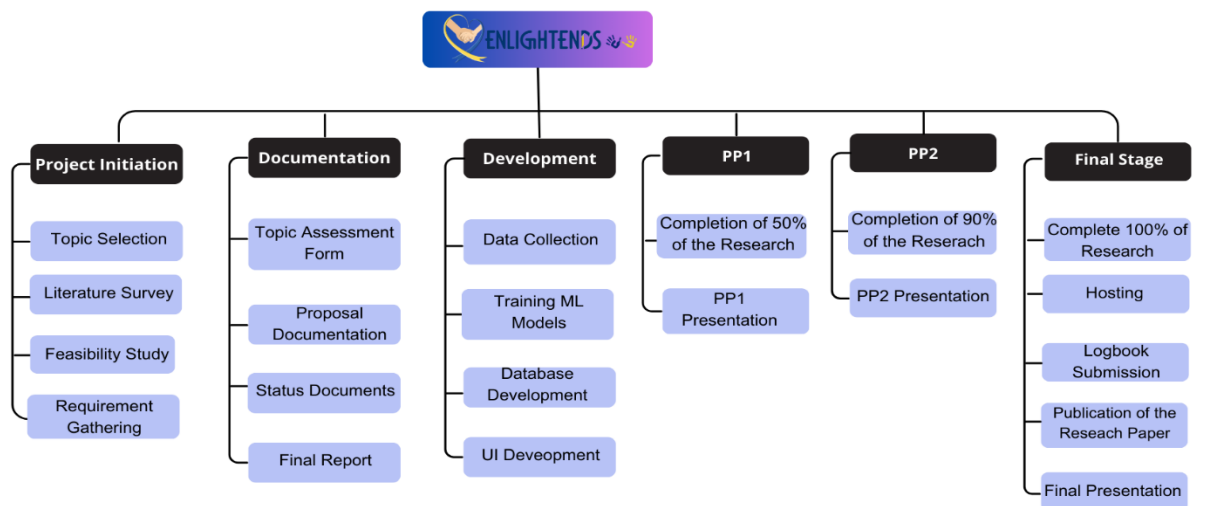 ENLIGHTENDS
Project Initiation
Topic Selection
Literature Survey
Feasibility Study
Requirement
Gathering
Documentation
Topic Assessment
Form
Proposal
Documentation
Status Documents
Final Report
Development
Data Collection
Training ML
Models
Database
Development
UI Deveopment
PP1
Completion of 50%
of the Research
PP1
Presentation
PP2
Completion of 90%
of the Reserach
PP2 Presentation
Final Stage
Complete 100% of
Research
Hosting
Logbook
Submission
Publication of the
Reseach Paper
Final Presentation